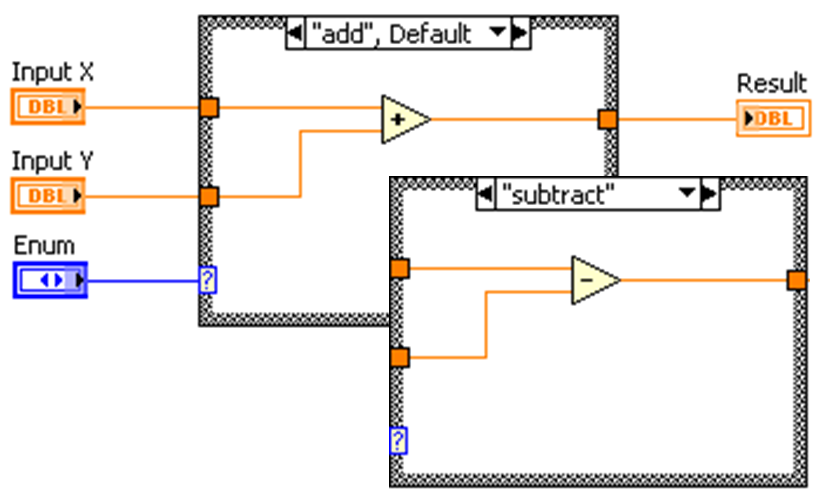 "add", Default
Input X
DBL
+
Result
DBL
Input Y
DBL
"subtract"
Enum
?
-
?